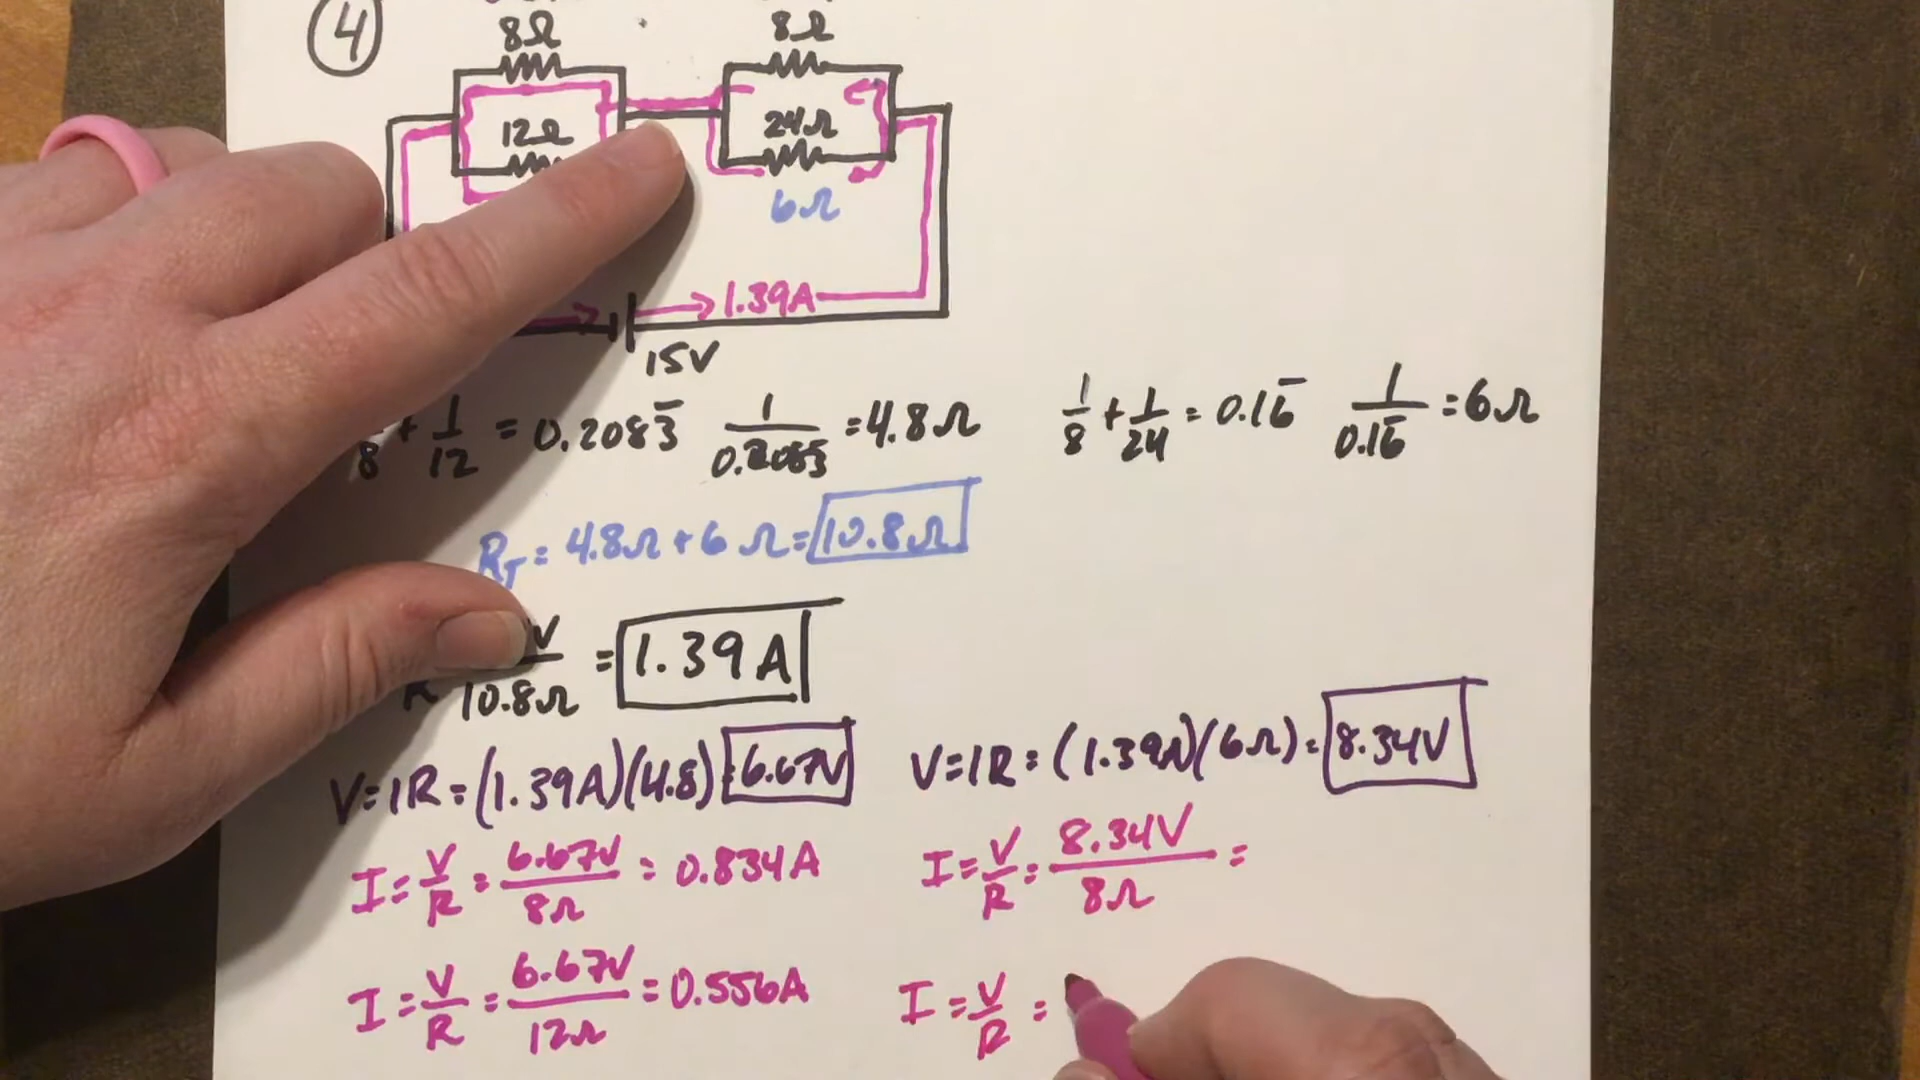 4
8Ω 8Ω
12Ω 24Ω
6Ω
1.39A
15V
8 + 1/12 = 0.2083̅ 1/0.2083̅ = 4.8Ω 1/8 + 1/24 = 0.16̅ 1/0.16̅ = 6Ω
R_T = 4.8Ω + 6Ω = 10.8Ω
V/10.8Ω = 1.39A
V = IR = (1.39A)(4.8) = 6.67V V = IR = (1.39A)(6Ω) = 8.34V
I = V/R = 6.67V/8Ω = 0.834A I = V/R = 8.34V/8Ω =
I = V/R = 6.67V/12Ω = 0.556A I = V/R =